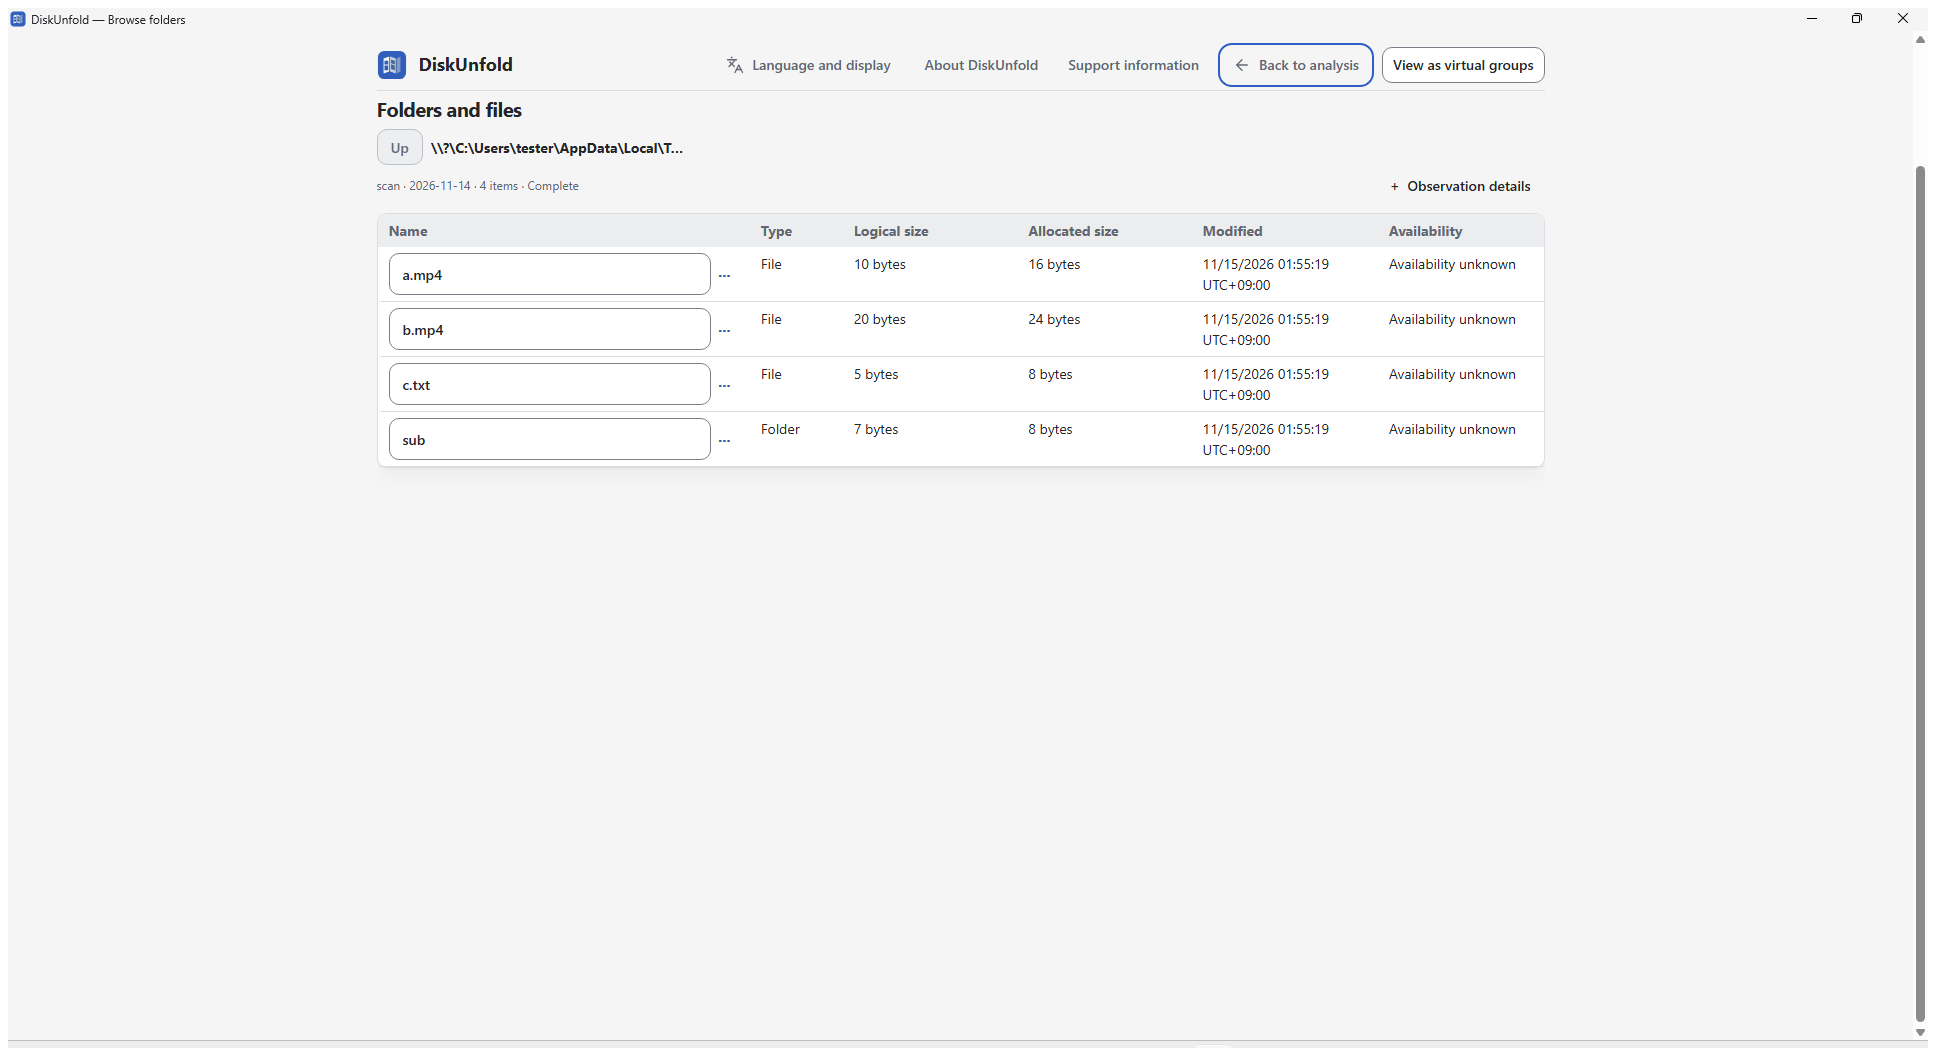 DiskUnfold — Browse folders
DiskUnfold
Language and display
About DiskUnfold
Support information
Back to analysis
View as virtual groups
Folders and files
Up
\\?\C:\Users\tester\AppData\Local\T...
scan · 2026-11-14 · 4 items · Complete
+ Observation details
Name Type Logical size Allocated size Modified Availability
a.mp4 ... File 10 bytes 16 bytes 11/15/2026 01:55:19 Availability unknown
UTC+09:00
b.mp4 ... File 20 bytes 24 bytes 11/15/2026 01:55:19 Availability unknown
UTC+09:00
c.txt ... File 5 bytes 8 bytes 11/15/2026 01:55:19 Availability unknown
UTC+09:00
sub ... Folder 7 bytes 8 bytes 11/15/2026 01:55:19 Availability unknown
UTC+09:00